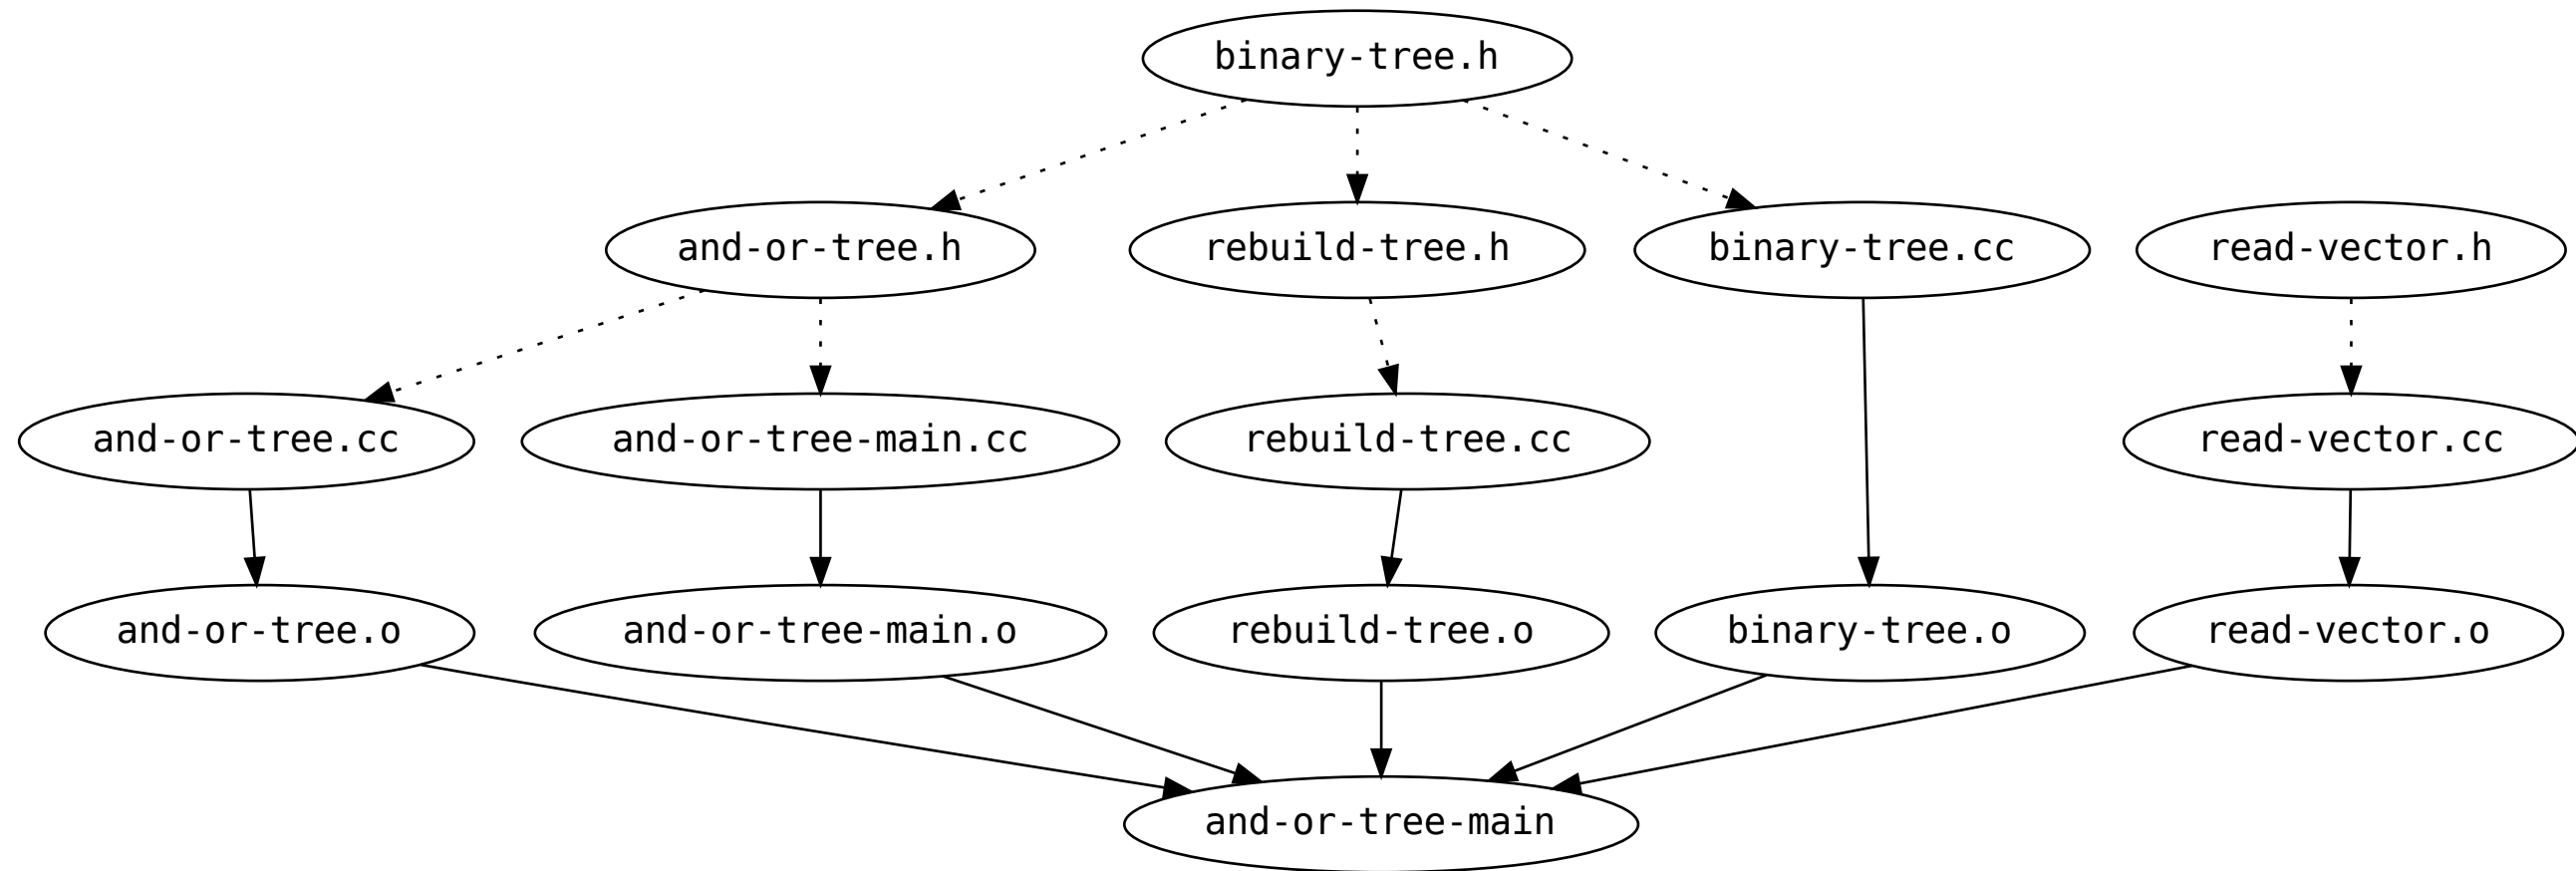 binary-tree.h
and-or-tree.h
rebuild-tree.h
binary-tree.cc
read-vector.h
and-or-tree.cc
and-or-tree-main.cc
rebuild-tree.cc
read-vector.cc
and-or-tree.o
and-or-tree-main.o
rebuild-tree.o
binary-tree.o
read-vector.o
and-or-tree-main